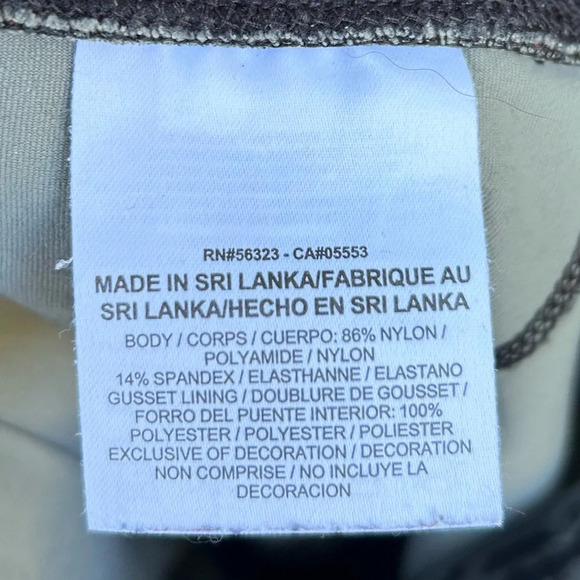 RN#56323 - CA#05553
MADE IN SRI LANKA/FABRIQUE AU
SRI LANKA/HECHO EN SRI LANKA
BODY / CORPS / CUERPO: 86% NYLON /
POLYAMIDE / NYLON
14% SPANDEX / ELASTHANNE / ELASTANO
GUSSET LINING / DOUBLURE DE GOUSSET /
FORRO DEL PUENTE INTERIOR: 100%
POLYESTER / POLYESTER / POLIESTER
EXCLUSIVE OF DECORATION / DECORATION
NON COMPRISE / NO INCLUYE LA
DECORACION